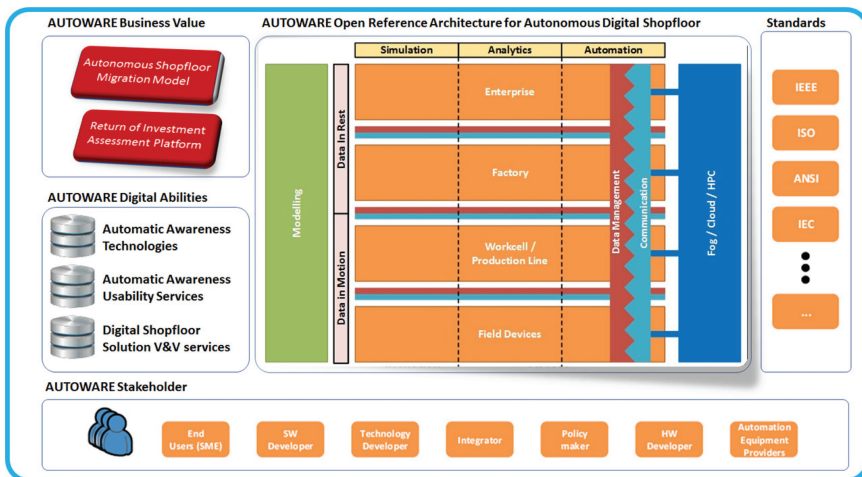 AUTOWARE Business Value
Autonomous Shopfloor
Migration Model
Return of Investment
Assessment Platform
AUTOWARE Digital Abilities
Automatic Awareness
Technologies
Automatic Awareness
Usability Services
Digital Shopfloor
Solution V&V services
AUTOWARE Open Reference Architecture for Autonomous Digital Shopfloor
Simulation
Analytics
Automation
Modelling
Data In Rest
Data in Motion
Enterprise
Factory
Workcell /
Production Line
Field Devices
Data Management
Communication
Fog / Cloud / HPC
Standards
IEEE
ISO
ANSI
IEC
...
AUTOWARE Stakeholder
End
Users (SME)
SW
Developer
Technology
Developer
Integrator
Policy
maker
HW
Developer
Automation
Equipment
Providers